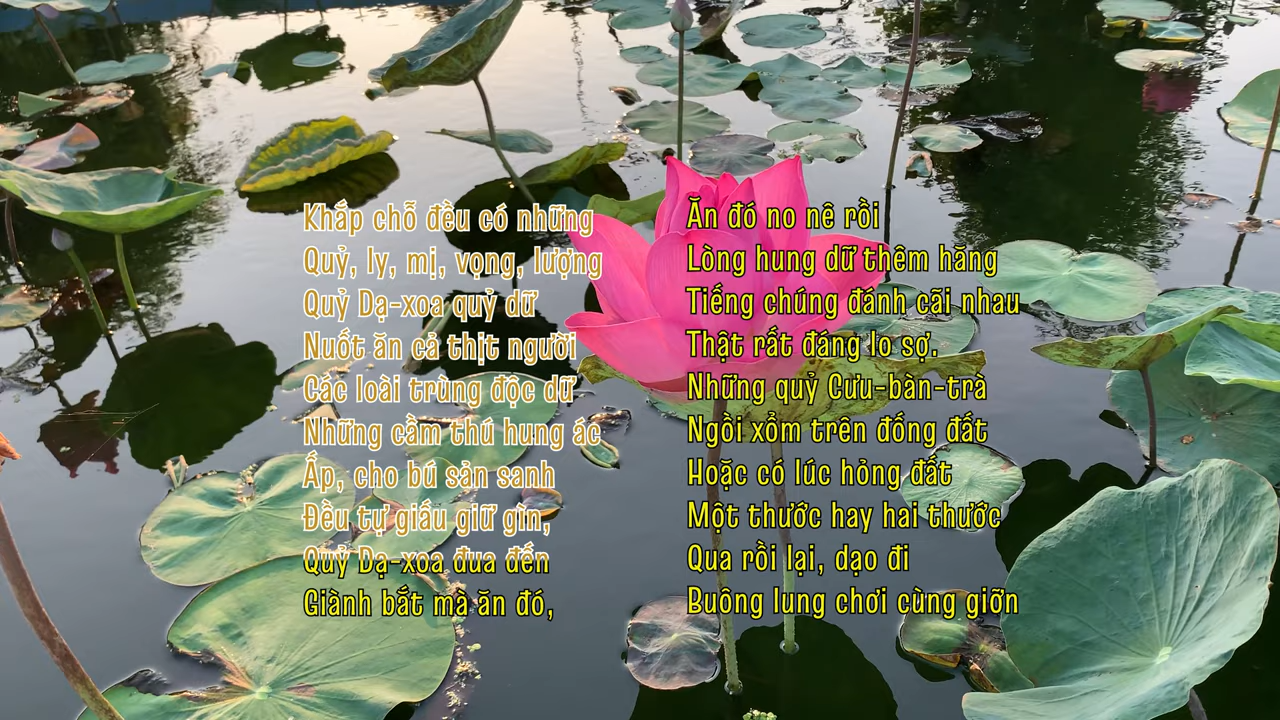 Khắp chỗ đều có những
Quỷ, ly, mị, vọng, lượng
Quỷ Dạ-xoa quỷ dữ
Nuốt ăn cả thịt người
Các loài trùng độc dữ
Những cầm thú hung ác
Ấp, cho bú sản sanh
Đều tự giấu giữ gìn,
Quỷ Dạ-xoa đua đến
Giành bắt mà ăn đó,
Ăn đó no nê rồi
Lòng hung dữ thêm hăng
Tiếng chúng đánh cãi nhau
Thật rất đáng lo sợ.
Những quỷ Cưu-bàn-trà
Ngồi xổm trên đống đất
Hoặc có lúc hỏng đất
Một thước hay hai thước
Qua rồi lại, dạo đi
Buông lung chơi cùng giỡn